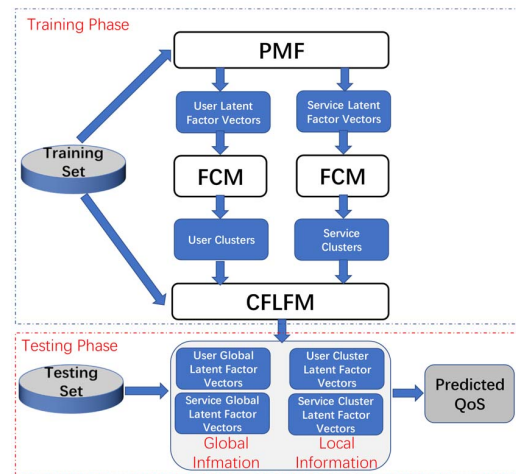 Training Phase
PMF
User Latent
Factor Vectors
Service Latent
Factor Vectors
Training
Set
FCM
FCM
User Clusters
Service
Clusters
CFLFM
Testing Phase
Testing
Set
User Global
Latent Factor
Vectors
User Cluster
Latent Factor
Vectors
Service Global
Latent Factor
Vectors
Service Cluster
Latent Factor
Vectors
Global
Infmation
Local
Information
Predicted
QoS